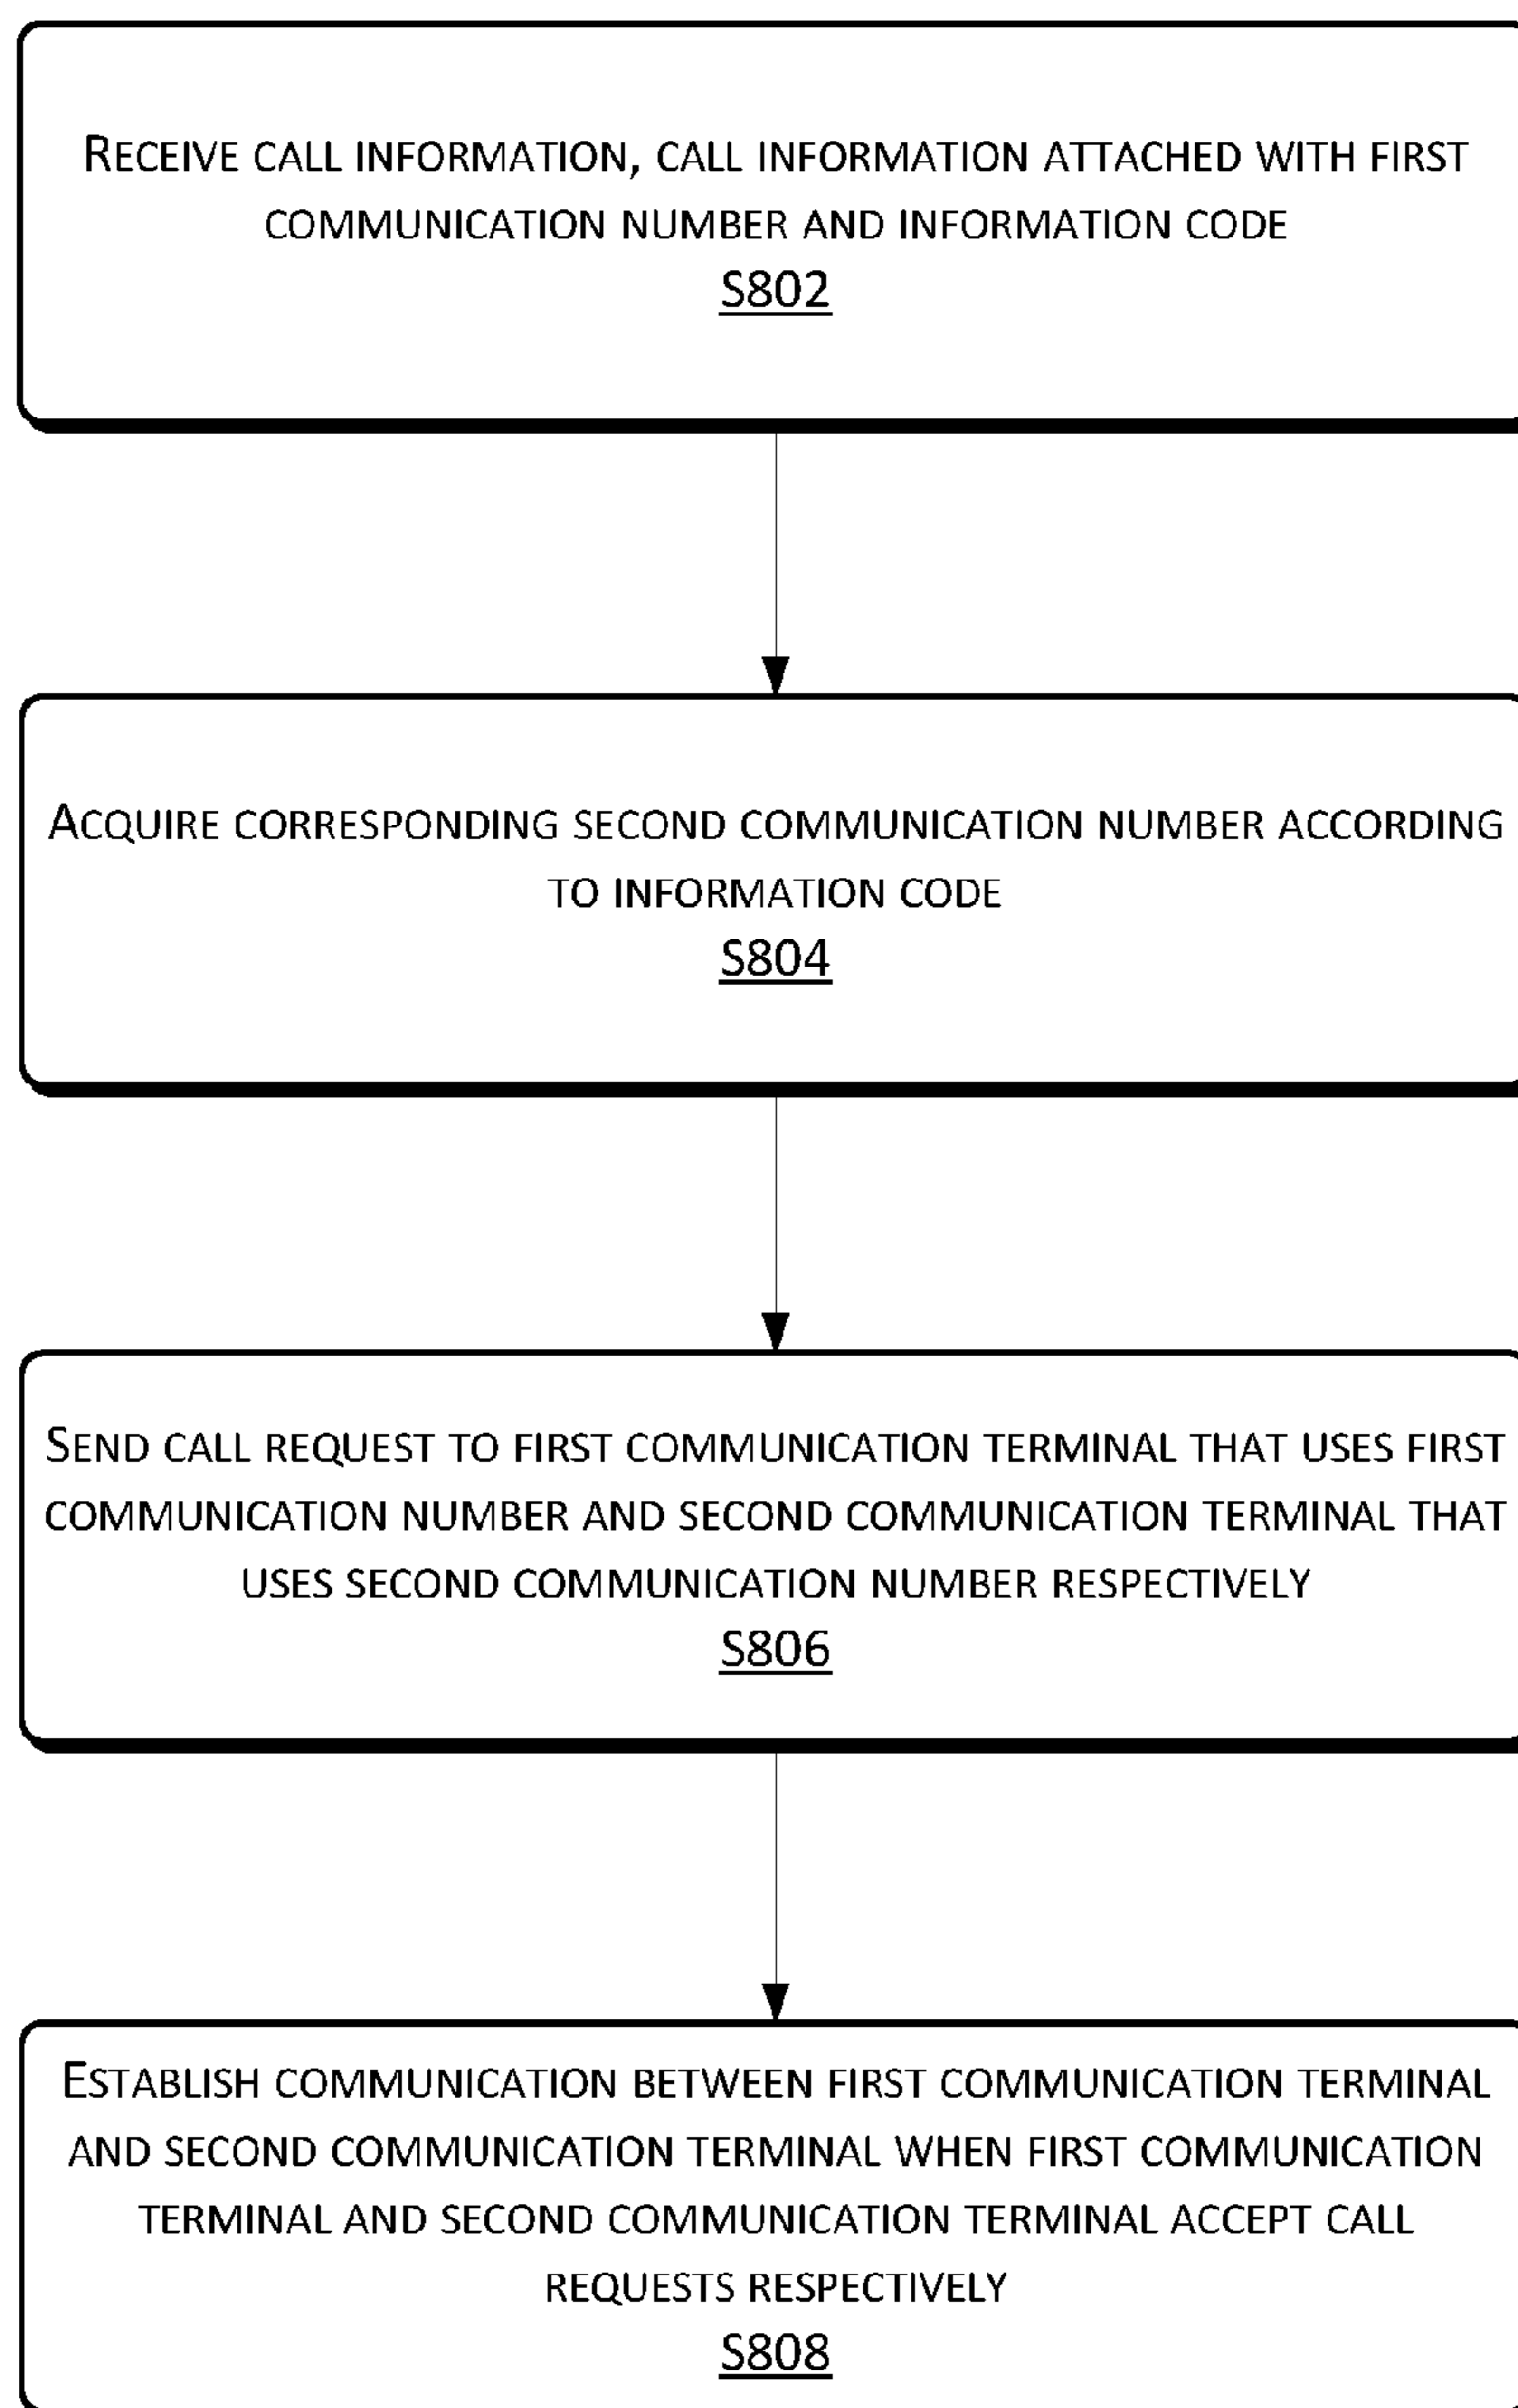 RECEIVE CALL INFORMATION, CALL INFORMATION ATTACHED WITH FIRST
COMMUNICATION NUMBER AND INFORMATION CODE
S802
ACQUIRE CORRESPONDING SECOND COMMUNICATION NUMBER ACCORDING
TO INFORMATION CODE
S804
SEND CALL REQUEST TO FIRST COMMUNICATION TERMINAL THAT USES FIRST
COMMUNICATION NUMBER AND SECOND COMMUNICATION TERMINAL THAT
USES SECOND COMMUNICATION NUMBER RESPECTIVELY
S806
ESTABLISH COMMUNICATION BETWEEN FIRST COMMUNICATION TERMINAL
AND SECOND COMMUNICATION TERMINAL WHEN FIRST COMMUNICATION
TERMINAL AND SECOND COMMUNICATION TERMINAL ACCEPT CALL
REQUESTS RESPECTIVELY
S808